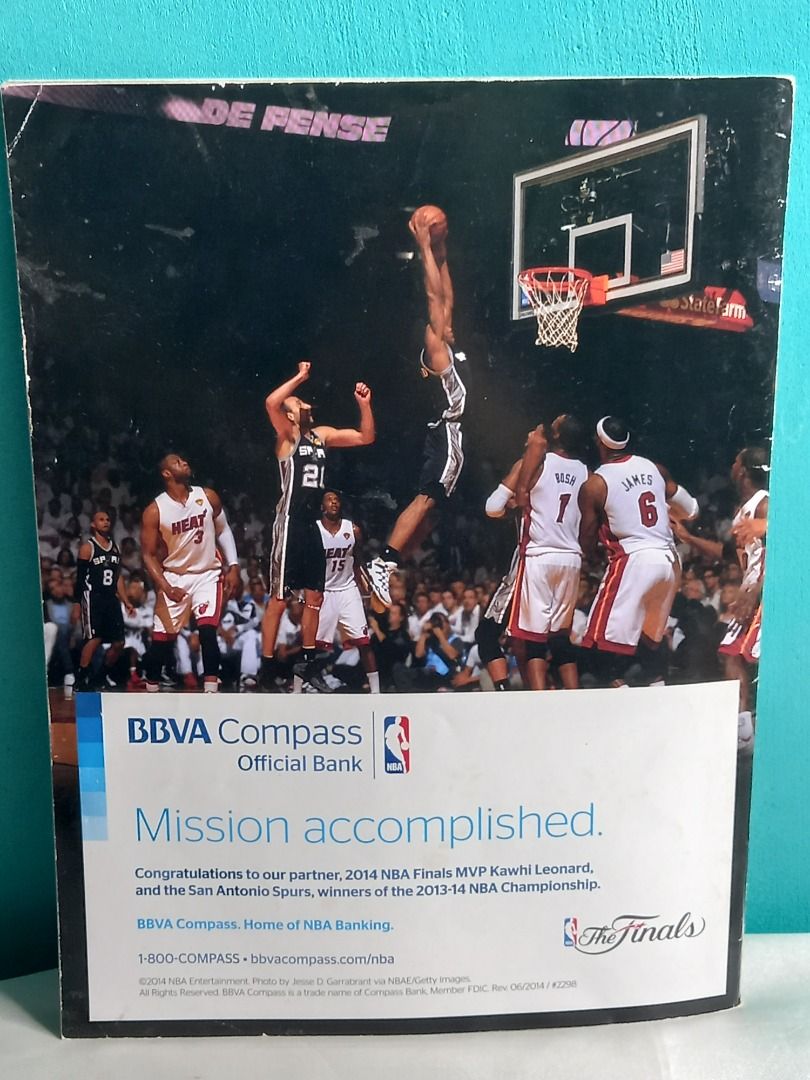 DE FENSE
StateFarm
SPURS
21
HEAT
3
HEAT
15
8
BOSH
1
JAMES
6
BBVA Compass
Official Bank
NBA
Mission accomplished.
Congratulations to our partner, 2014 NBA Finals MVP Kawhi Leonard,
and the San Antonio Spurs, winners of the 2013-14 NBA Championship.
BBVA Compass. Home of NBA Banking.
The Finals
1-800-COMPASS • bbvacompass.com/nba
©2014 NBA Entertainment. Photo by Jesse D. Garrabrant via NBAE/Getty Images.
All Rights Reserved. BBVA Compass is a trade name of Compass Bank, Member FDIC. Rev. 06/2014 / #2298